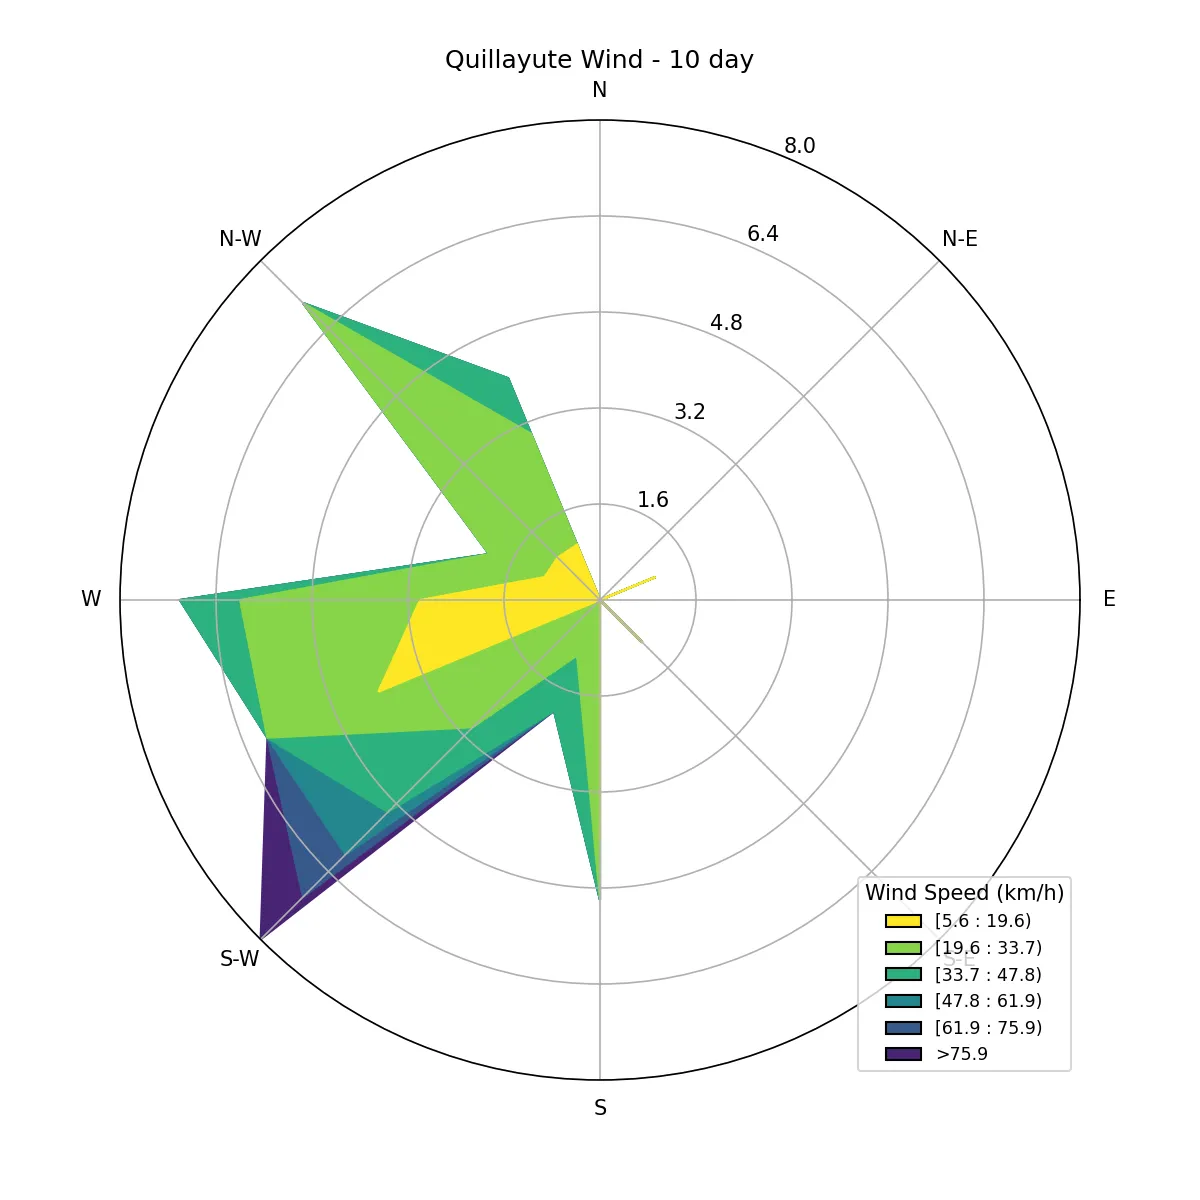 Quillayute Wind - 10 day
N
8.0
N-W
6.4
N-E
4.8
3.2
1.6
W
E
Wind Speed (km/h)
[5.6 : 19.6)
[19.6 : 33.7)
S-W
S-E
[33.7 : 47.8)
[47.8 : 61.9)
[61.9 : 75.9)
>75.9
S